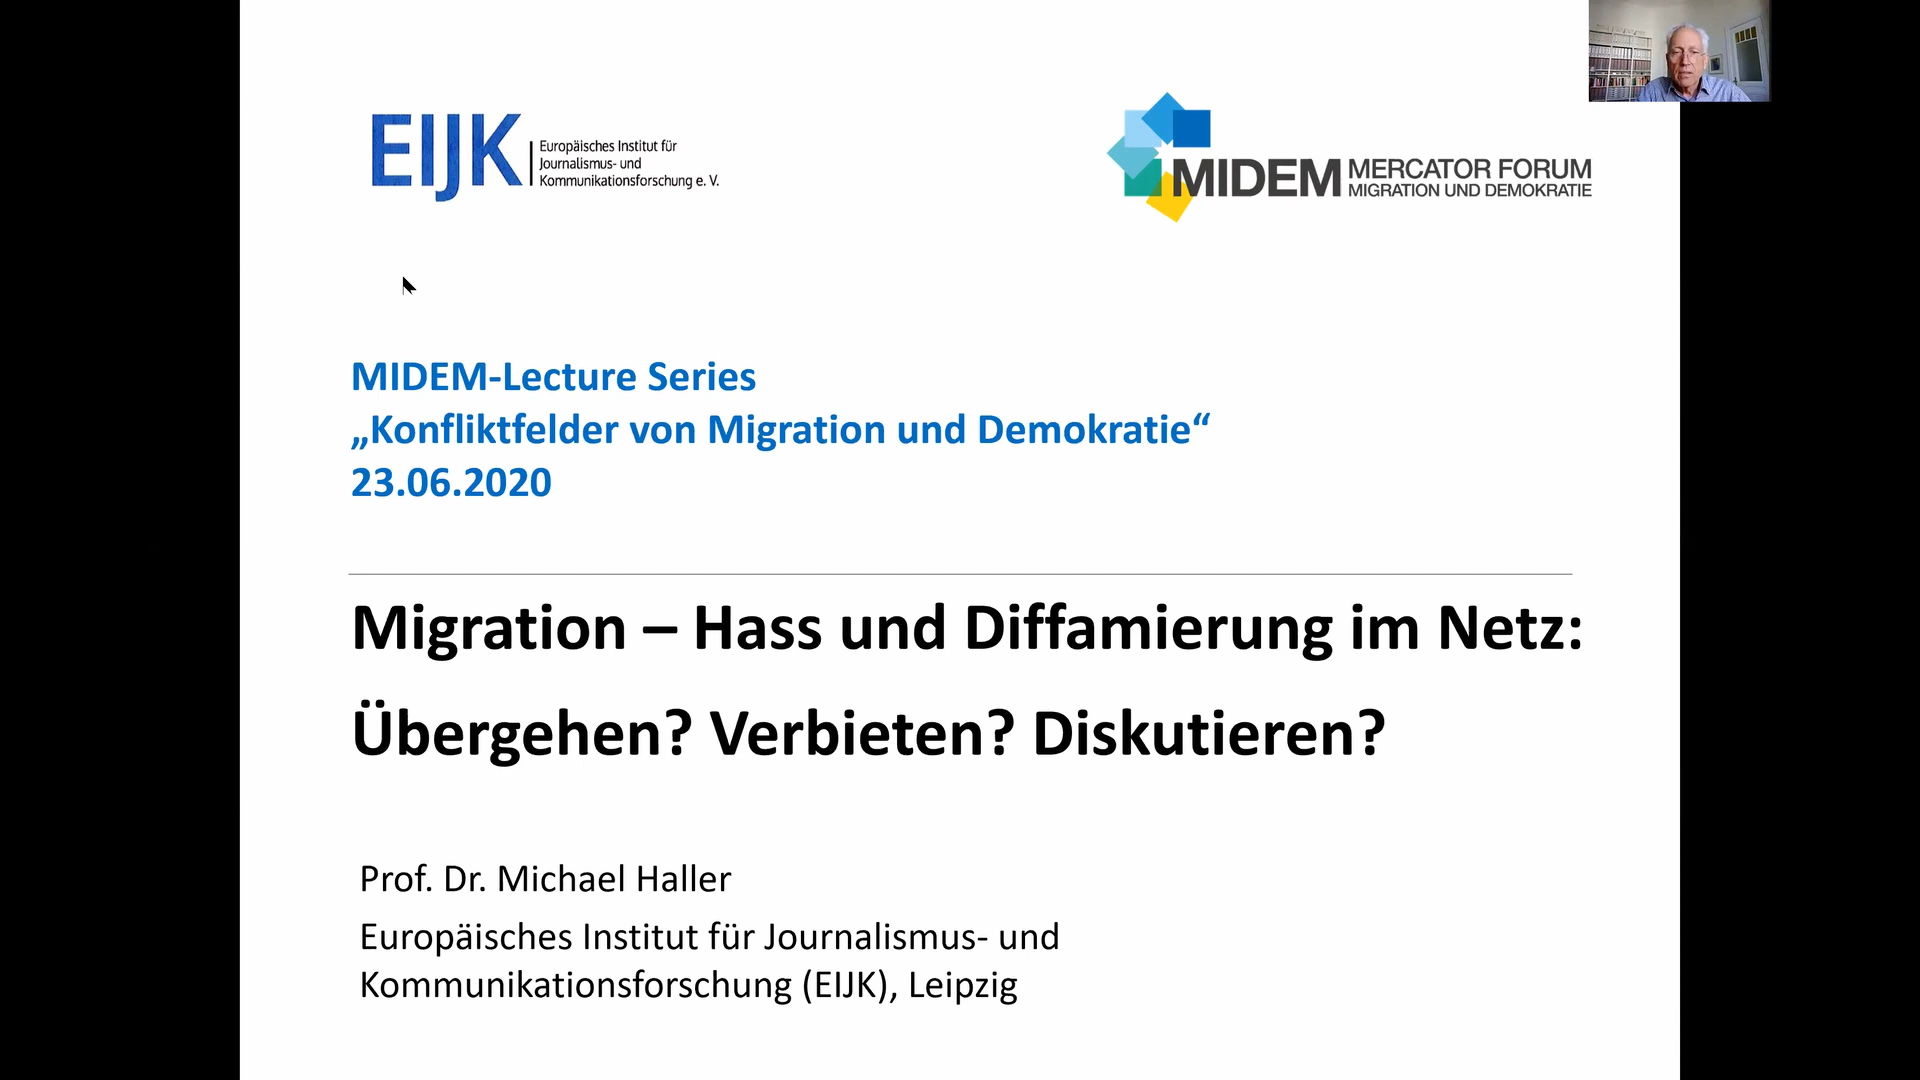 EIJK
Europäisches Institut für
Journalismus- und
Kommunikationsforschung e. V.
MIDEM
MERCATOR FORUM
MIGRATION UND DEMOKRATIE
MIDEM-Lecture Series
„Konfliktfelder von Migration und Demokratie“
23.06.2020
Migration – Hass und Diffamierung im Netz:
Übergehen? Verbieten? Diskutieren?
Prof. Dr. Michael Haller
Europäisches Institut für Journalismus- und
Kommunikationsforschung (EIJK), Leipzig